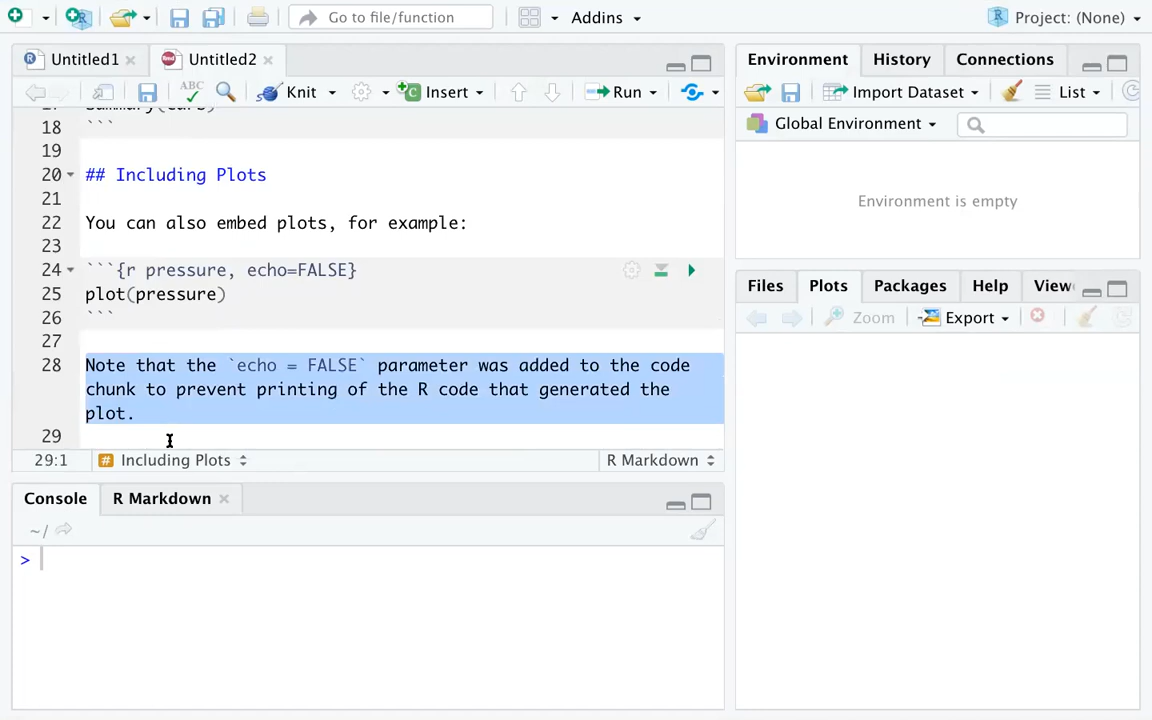 Go to file/function
Addins
Project: (None)
Untitled1
Untitled2
ABC
Knit
Insert
Run
18 ```
19
20 ## Including Plots
21
22 You can also embed plots, for example:
23
24 ```{r pressure, echo=FALSE}
25 plot(pressure)
26 ```
27
28 Note that the `echo = FALSE` parameter was added to the code
chunk to prevent printing of the R code that generated the
plot.
29
29:1 # Including Plots R Markdown
Console R Markdown
~/
>
Environment History Connections
Import Dataset List
Global Environment
Environment is empty
Files Plots Packages Help View
Zoom Export